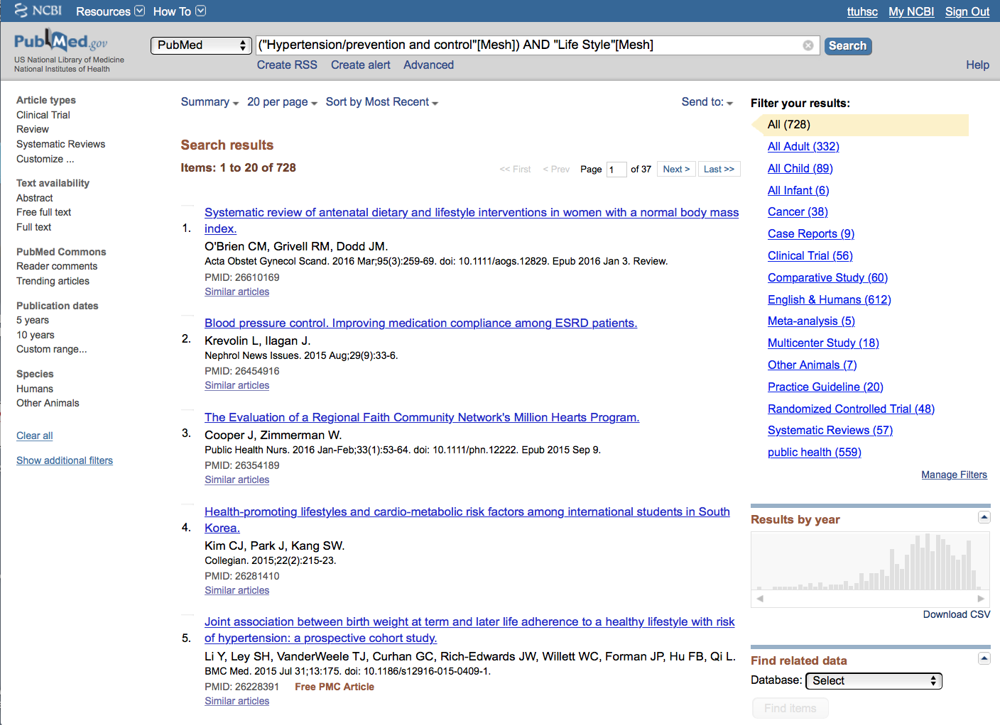 NCBI Resources How To ttuhsc My NCBI Sign Out
PubMed.gov
US National Library of Medicine
National Institutes of Health
PubMed ("Hypertension/prevention and control"[Mesh]) AND "Life Style"[Mesh] Search
Create RSS Create alert Advanced Help
Article types
Clinical Trial
Review
Systematic Reviews
Customize ...
Text availability
Abstract
Free full text
Full text
PubMed Commons
Reader comments
Trending articles
Publication dates
5 years
10 years
Custom range...
Species
Humans
Other Animals
Clear all
Show additional filters
Summary 20 per page Sort by Most Recent Send to:
Search results
Items: 1 to 20 of 728
<< First < Prev Page 1 of 37 Next > Last >>
Systematic review of antenatal dietary and lifestyle interventions in women with a normal body mass
1. index.
O'Brien CM, Grivell RM, Dodd JM.
Acta Obstet Gynecol Scand. 2016 Mar;95(3):259-69. doi: 10.1111/aogs.12829. Epub 2016 Jan 3. Review.
PMID: 26610169
Similar articles
Blood pressure control. Improving medication compliance among ESRD patients.
2. Krevolin L, Ilagan J.
Nephrol News Issues. 2015 Aug;29(9):33-6.
PMID: 26454916
Similar articles
The Evaluation of a Regional Faith Community Network's Million Hearts Program.
3. Cooper J, Zimmerman W.
Public Health Nurs. 2016 Jan-Feb;33(1):53-64. doi: 10.1111/phn.12222. Epub 2015 Sep 9.
PMID: 26354189
Similar articles
Health-promoting lifestyles and cardio-metabolic risk factors among international students in South
4. Korea.
Kim CJ, Park J, Kang SW.
Collegian. 2015;22(2):215-23.
PMID: 26281410
Similar articles
Joint association between birth weight at term and later life adherence to a healthy lifestyle with risk
5. of hypertension: a prospective cohort study.
Li Y, Ley SH, VanderWeele TJ, Curhan GC, Rich-Edwards JW, Willett WC, Forman JP, Hu FB, Qi L.
BMC Med. 2015 Jul 31;13:175. doi: 10.1186/s12916-015-0409-1.
PMID: 26228391 Free PMC Article
Similar articles
Filter your results:
All (728)
All Adult (332)
All Child (89)
All Infant (6)
Cancer (38)
Case Reports (9)
Clinical Trial (56)
Comparative Study (60)
English & Humans (612)
Meta-analysis (5)
Multicenter Study (18)
Other Animals (7)
Practice Guideline (20)
Randomized Controlled Trial (48)
Systematic Reviews (57)
public health (559)
Manage Filters
Results by year
Download CSV
Find related data
Database: Select
Find items